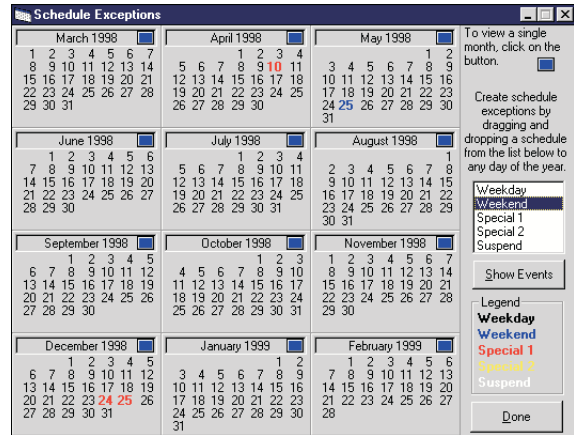 Schedule Exceptions
March 1998
1 2 3 4 5 6 7
8 9 10 11 12 13 14
15 16 17 18 19 20 21
22 23 24 25 26 27 28
29 30 31
April 1998
1 2 3 4
5 6 7 8 9 10 11
12 13 14 15 16 17 18
19 20 21 22 23 24 25
26 27 28 29 30
May 1998
1 2
3 4 5 6 7 8 9
10 11 12 13 14 15 16
17 18 19 20 21 22 23
24 25 26 27 28 29 30
31
June 1998
1 2 3 4 5 6
7 8 9 10 11 12 13
14 15 16 17 18 19 20
21 22 23 24 25 26 27
28 29 30
July 1998
1 2 3 4
5 6 7 8 9 10 11
12 13 14 15 16 17 18
19 20 21 22 23 24 25
26 27 28 29 30 31
August 1998
1
2 3 4 5 6 7 8
9 10 11 12 13 14 15
16 17 18 19 20 21 22
23 24 25 26 27 28 29
30 31
September 1998
1 2 3 4 5
6 7 8 9 10 11 12
13 14 15 16 17 18 19
20 21 22 23 24 25 26
27 28 29 30
October 1998
1 2 3
4 5 6 7 8 9 10
11 12 13 14 15 16 17
18 19 20 21 22 23 24
25 26 27 28 29 30 31
November 1998
1 2 3 4 5 6 7
8 9 10 11 12 13 14
15 16 17 18 19 20 21
22 23 24 25 26 27 28
29 30
December 1998
1 2 3 4 5
6 7 8 9 10 11 12
13 14 15 16 17 18 19
20 21 22 23 24 25 26
27 28 29 30 31
January 1999
1 2
3 4 5 6 7 8 9
10 11 12 13 14 15 16
17 18 19 20 21 22 23
24 25 26 27 28 29 30
31
February 1999
1 2 3 4 5 6
7 8 9 10 11 12 13
14 15 16 17 18 19 20
21 22 23 24 25 26 27
28
To view a single
month, click on the
button.
Create schedule
exceptions by
dragging and
dropping a schedule
from the list below to
any day of the year.
Weekday
Weekend
Special 1
Special 2
Suspend
Show Events
Legend
Weekday
Weekend
Special 1
Special 2
Suspend
Done